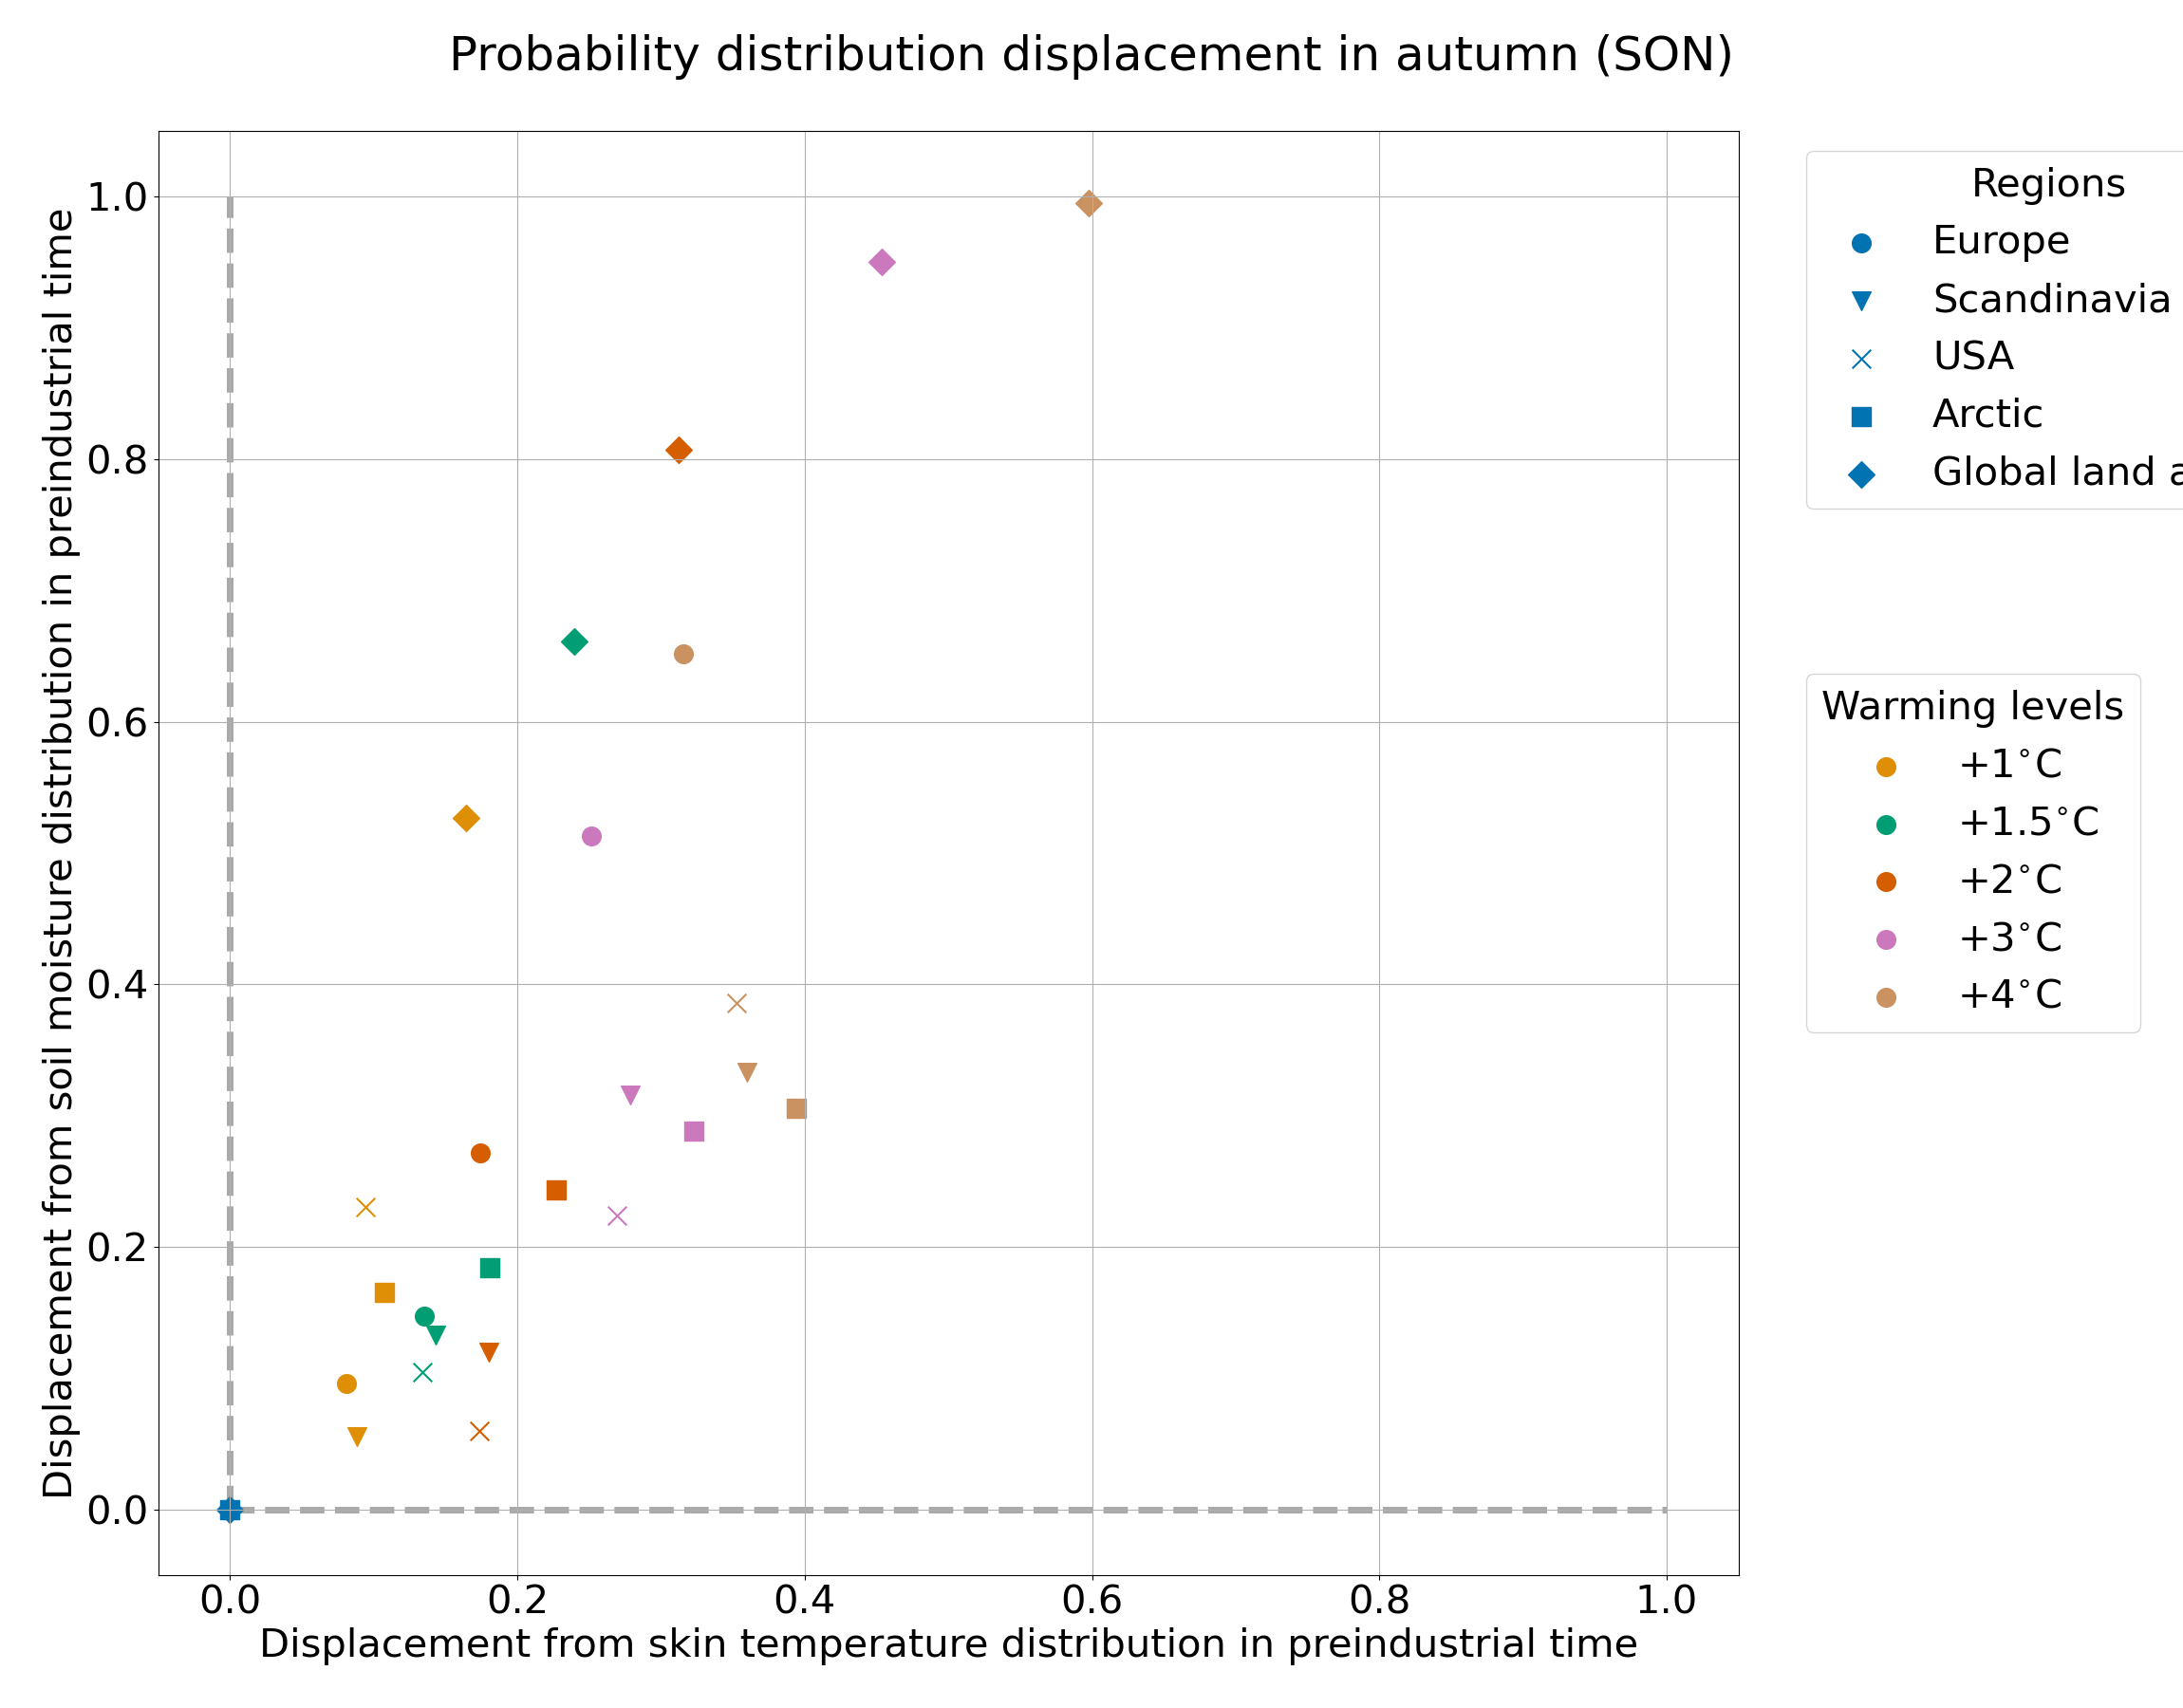 Probability distribution displacement in autumn (SON)
Displacement from soil moisture distribution in preindustrial time
1.0
0.8
0.6
0.4
0.2
0.0
0.0 0.2 0.4 0.6 0.8 1.0
Displacement from skin temperature distribution in preindustrial time
Regions
Europe
Scandinavia
USA
Arctic
Global land a
Warming levels
+1°C
+1.5°C
+2°C
+3°C
+4°C